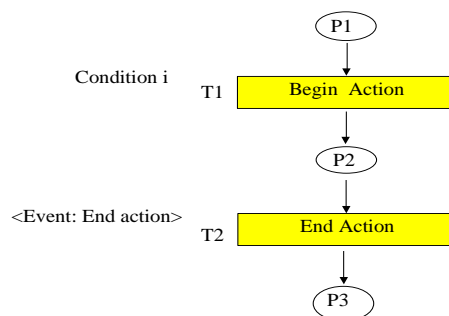 P1
Condition i
T1
Begin Action
P2
<Event: End action>
T2
End Action
P3